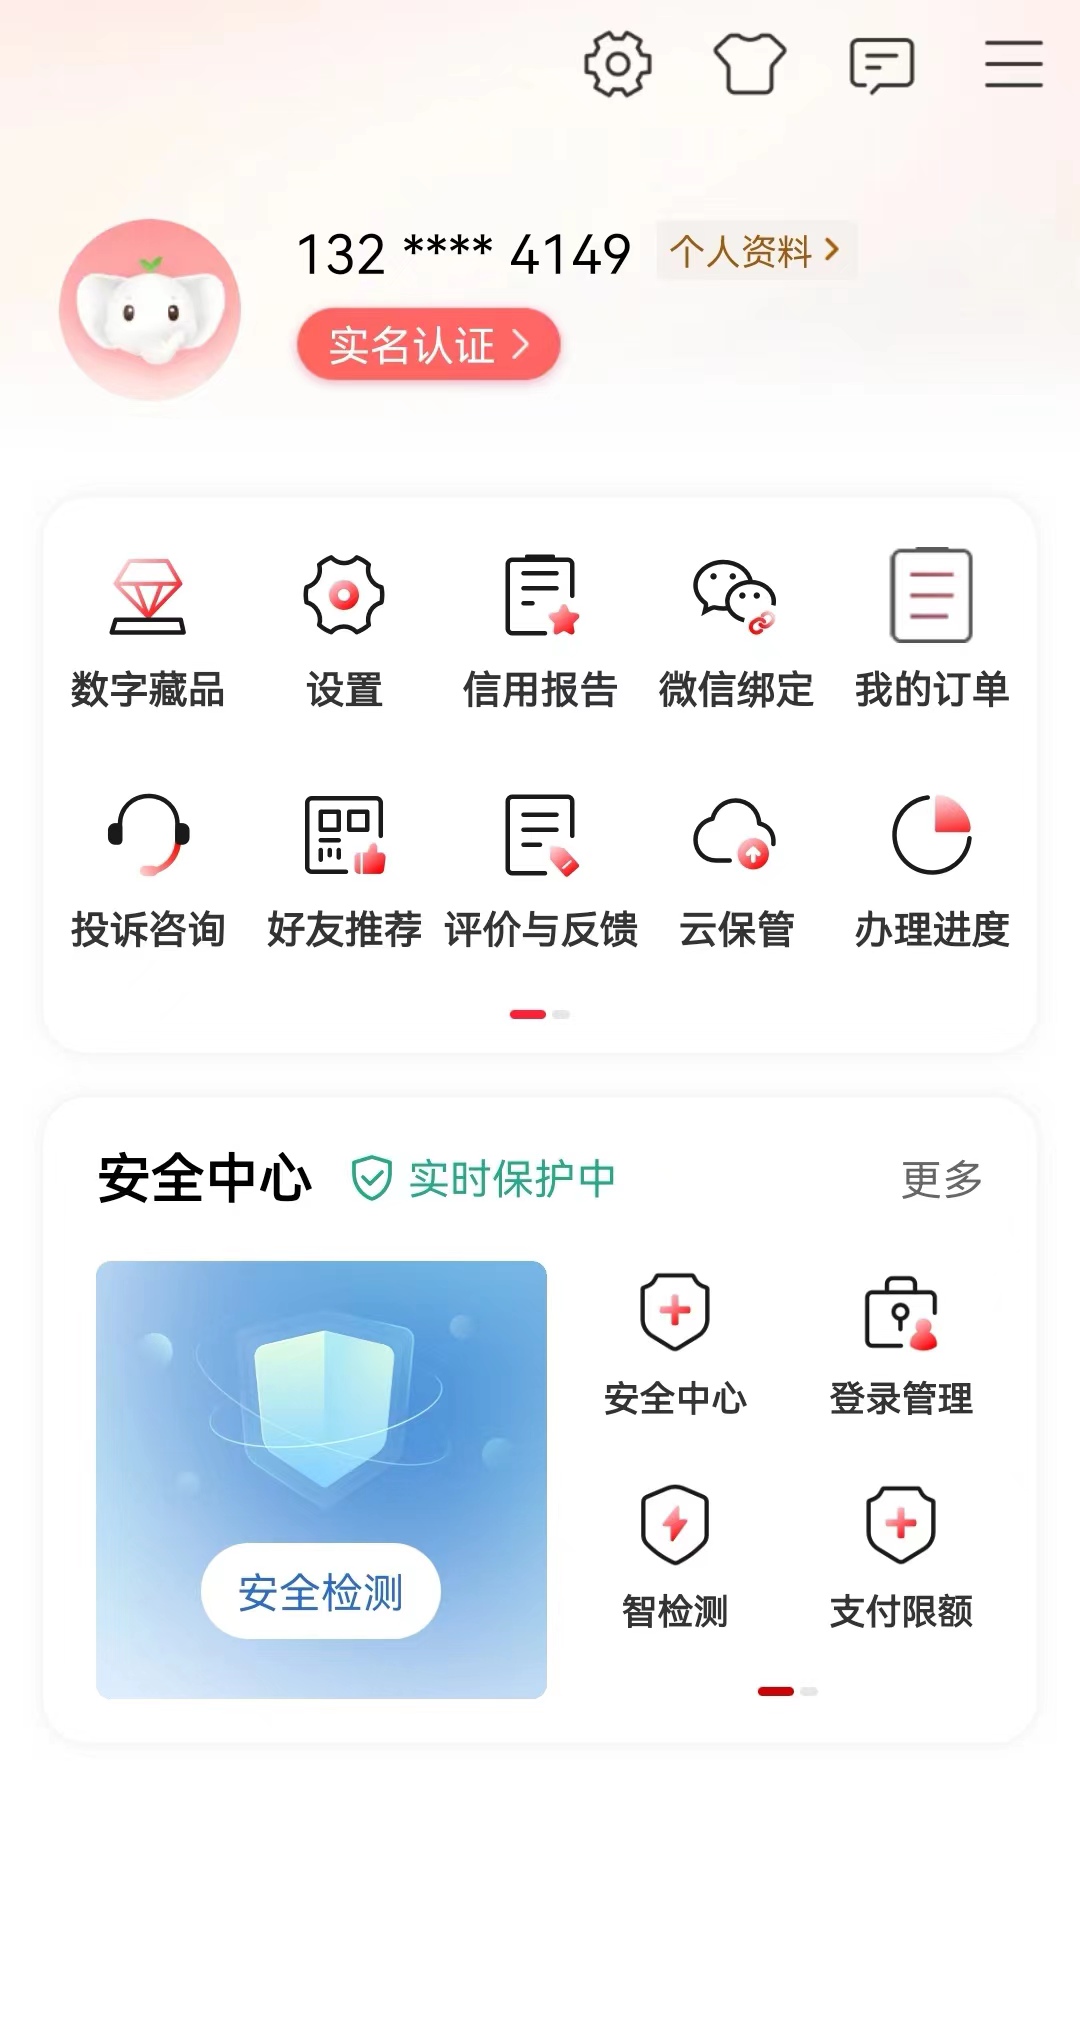 132 **** 4149 个人资料
实名认证
数字藏品 设置 信用报告 微信绑定 我的订单
投诉咨询 好友推荐 评价与反馈 云保管 办理进度
安全中心 实时保护中 更多
安全中心 登录管理
智检测 支付限额
安全检测